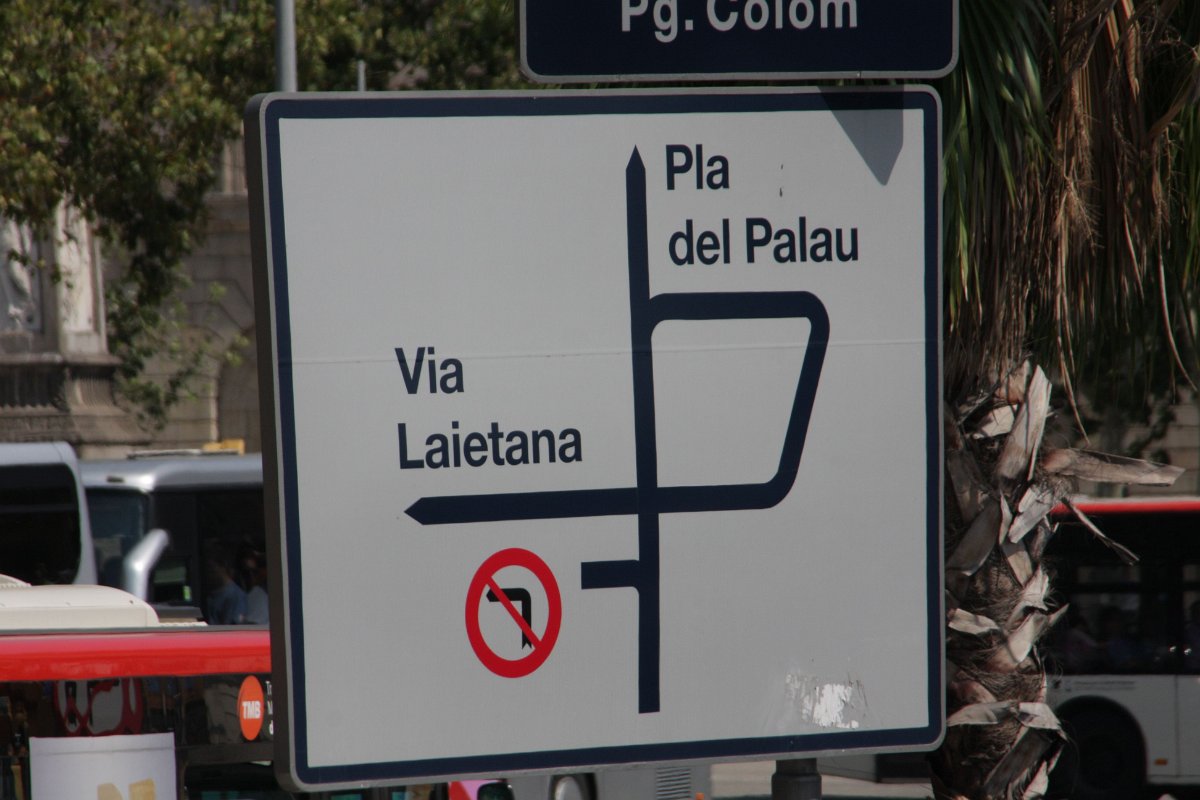 Pg. Colom
Pla
del Palau
Via
Laietana
TMB